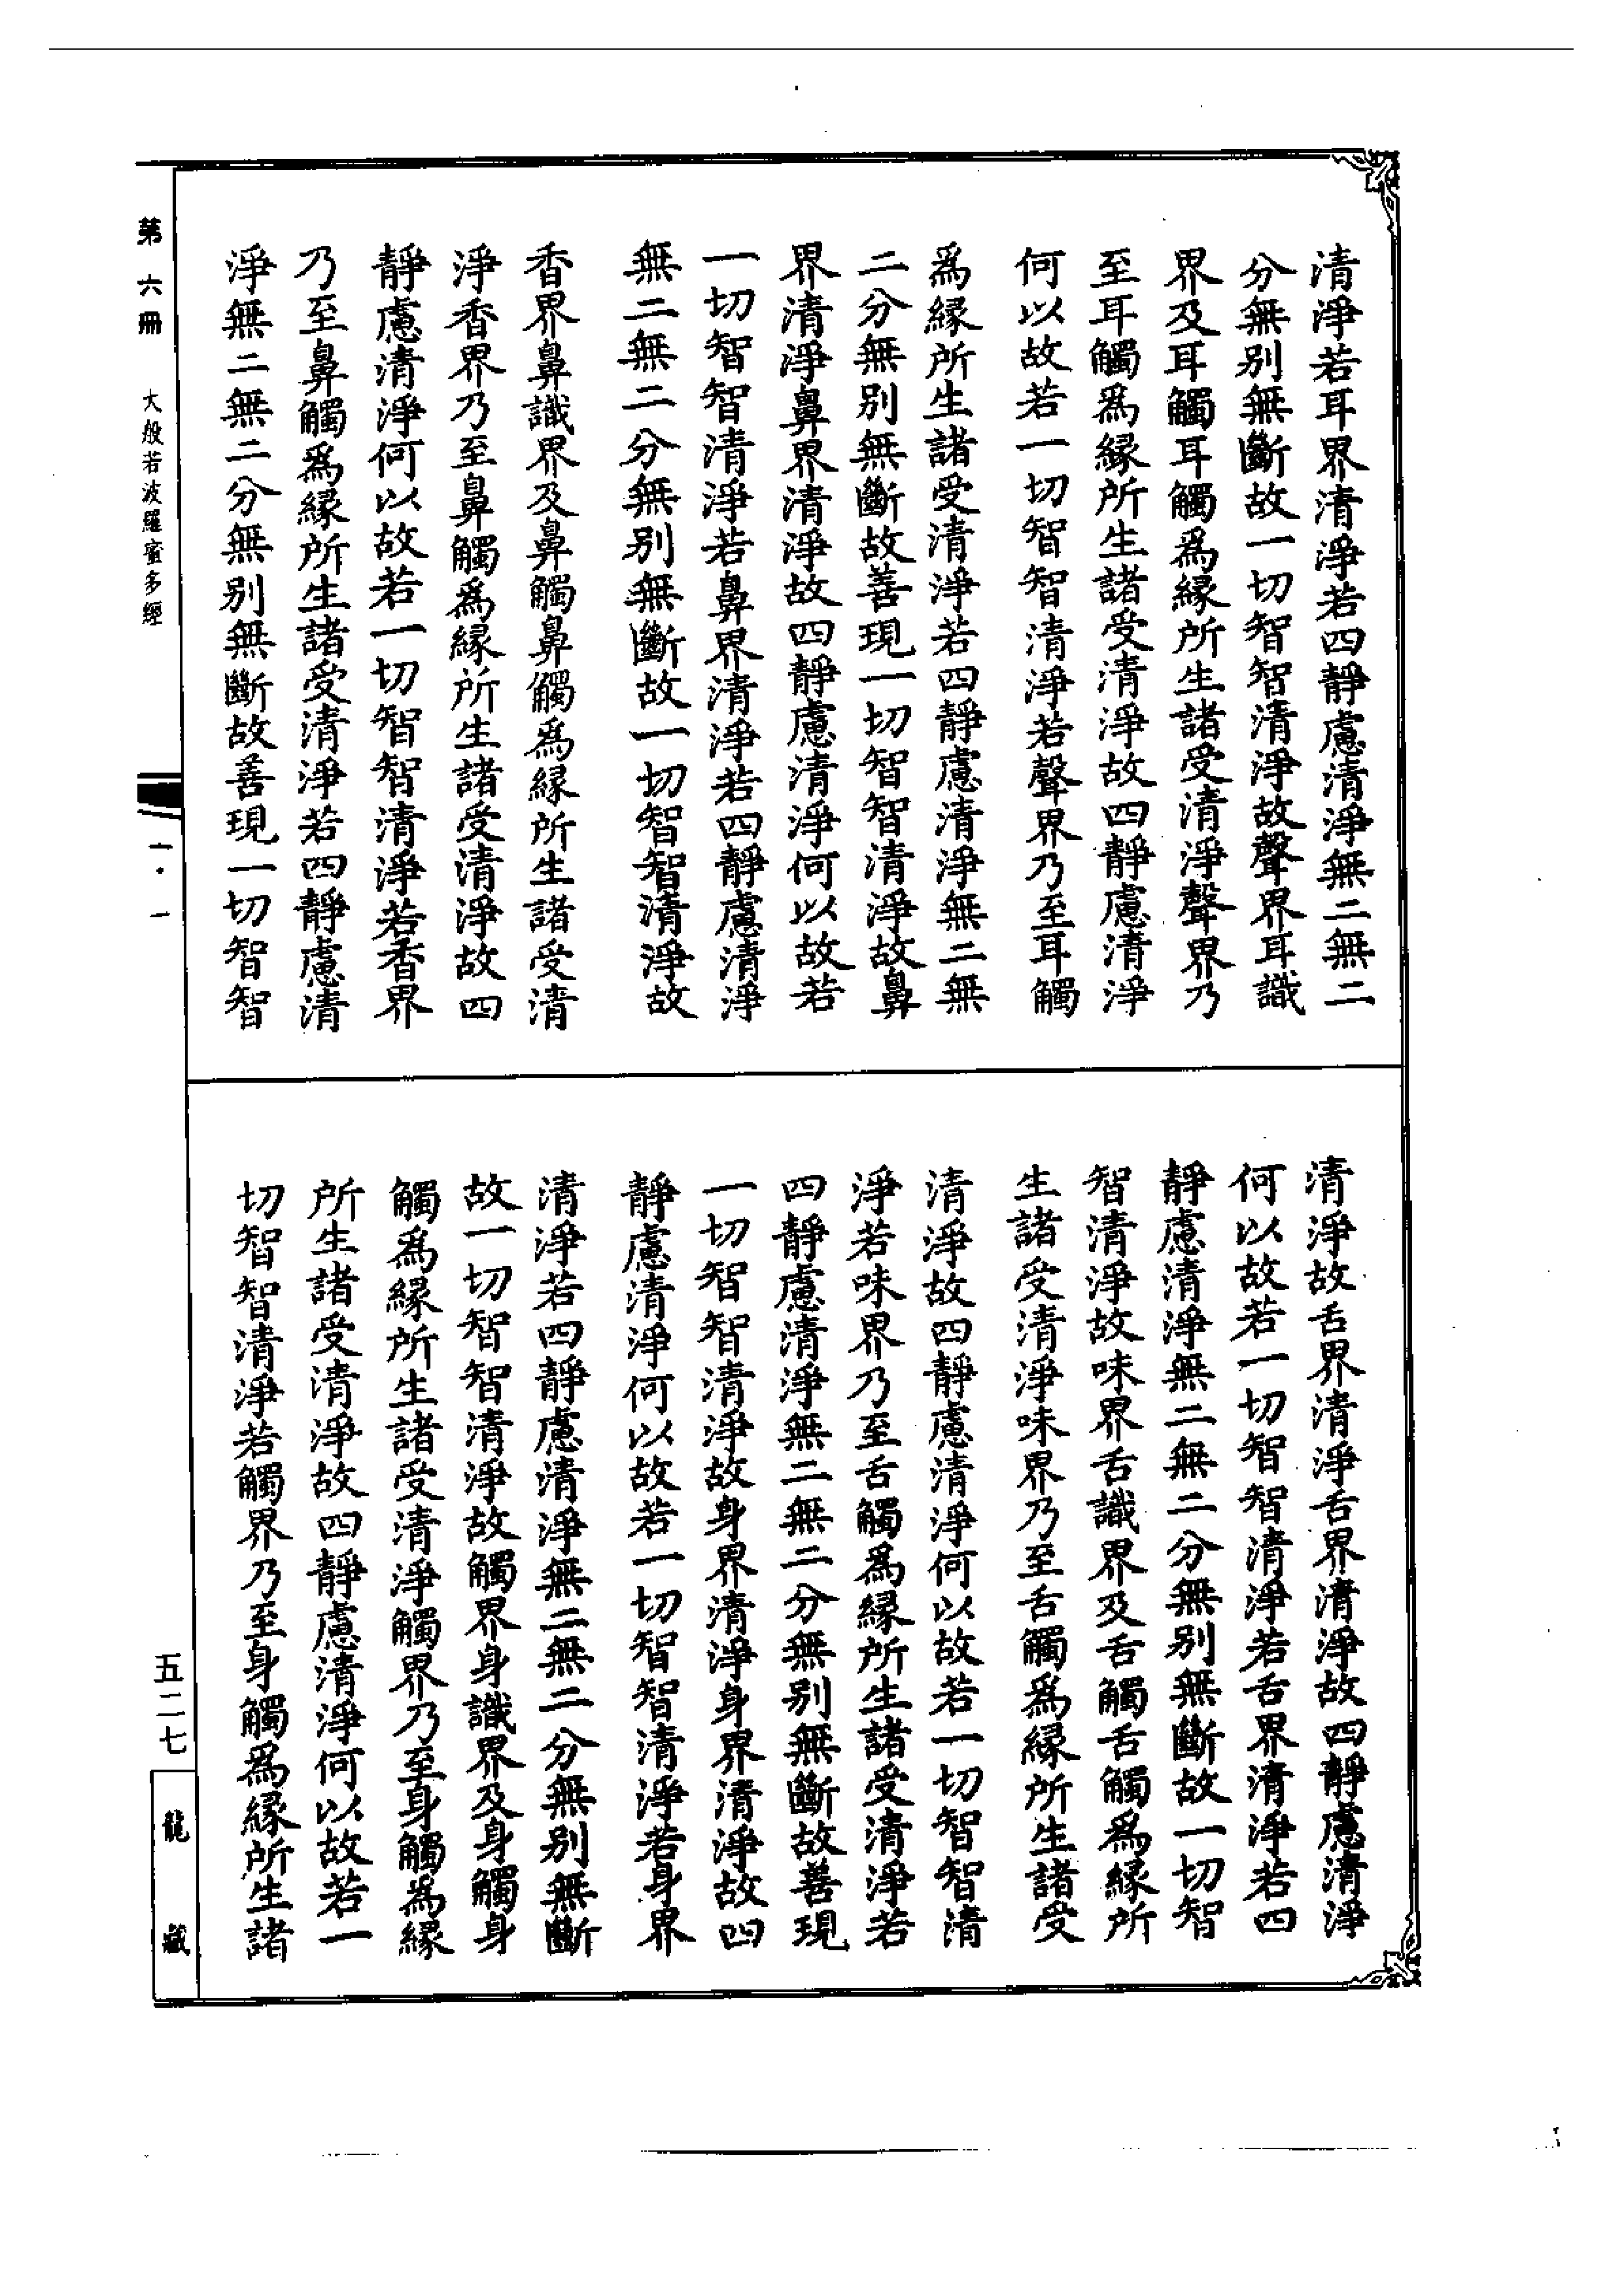 清淨若耳界清淨若四靜慮清淨無二無二
分無別無斷故一切智智清淨故聲界耳識
界及耳觸耳觸爲緣所生諸受清淨聲界乃
至耳觸爲緣所生諸受清淨故四靜慮清淨
何以故若一切智智清淨若聲界乃至耳觸
爲緣所生諸受清淨若四靜慮清淨無二無
二分無別無斷故善現一切智智清淨故鼻
界清淨鼻界清淨故四靜慮清淨何以故若
一切智智清淨若鼻界清淨若四靜慮清淨
無二無二分無別無斷故一切智智清淨故
香界鼻識界及鼻觸鼻觸爲緣所生諸受清
淨香界乃至鼻觸爲緣所生諸受清淨故四
靜慮清淨何以故若一切智智清淨若香界
乃至鼻觸爲緣所生諸受清淨若四靜慮清
淨無二無二分無別無斷故善現一切智智
清淨故舌界清淨舌界清淨故四靜慮清淨
何以故若一切智智清淨若舌界清淨若四
靜慮清淨無二無二分無別無斷故一切智
智清淨故味界舌識界及舌觸舌觸爲緣所
生諸受清淨味界乃至舌觸爲緣所生諸受
清淨故四靜慮清淨何以故若一切智智清
淨若味界乃至舌觸爲緣所生諸受清淨若
四靜慮清淨無二無二分無別無斷故善現
一切智智清淨故身界清淨身界清淨故四
靜慮清淨何以故若一切智智清淨若身界
清淨若四靜慮清淨無二無二分無別無斷
故一切智智清淨故觸界身識界及身觸身
觸爲緣所生諸受清淨觸界乃至身觸爲緣
所生諸受清淨故四靜慮清淨何以故若一
切智智清淨若觸界乃至身觸爲緣所生諸
第六冊 大般若波羅蜜多經
一·一
五二七
龍藏